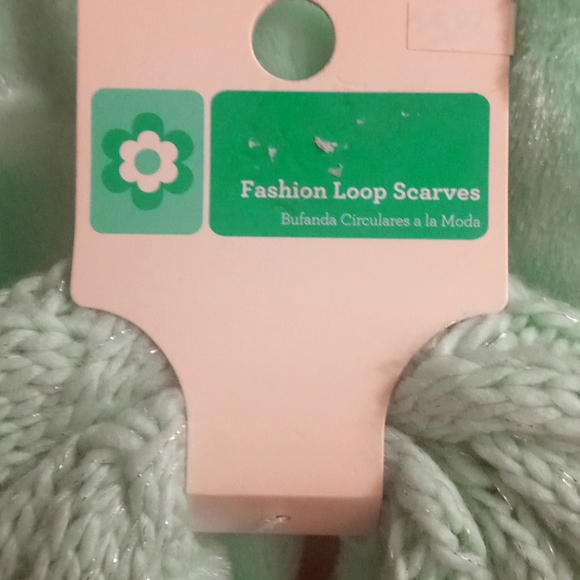 Fashion Loop Scarves
Bufanda Circulares a la Moda